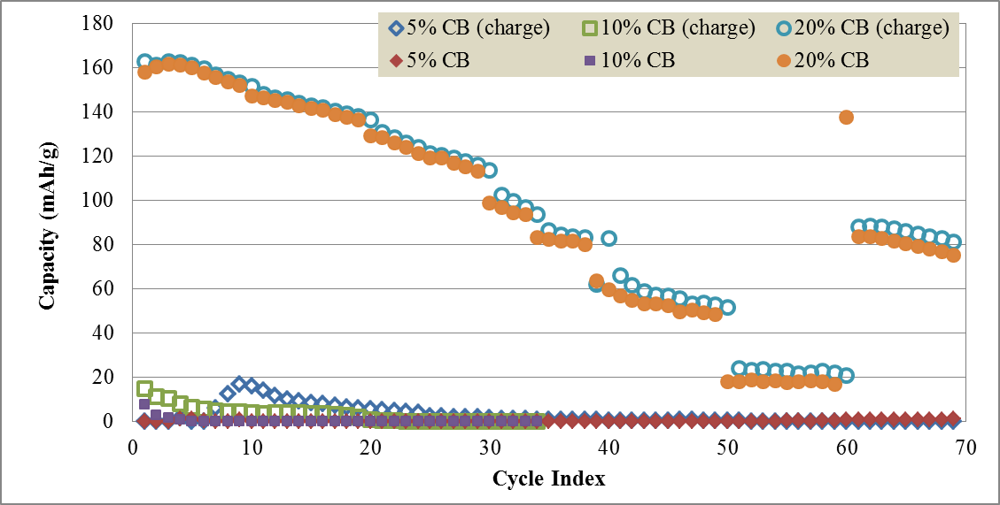 180
5% CB (charge) 10% CB (charge) 20% CB (charge)
5% CB 10% CB 20% CB
160
140
120
100
80
60
40
20
0
Capacity (mAh/g)
0 10 20 30 40 50 60 70
Cycle Index